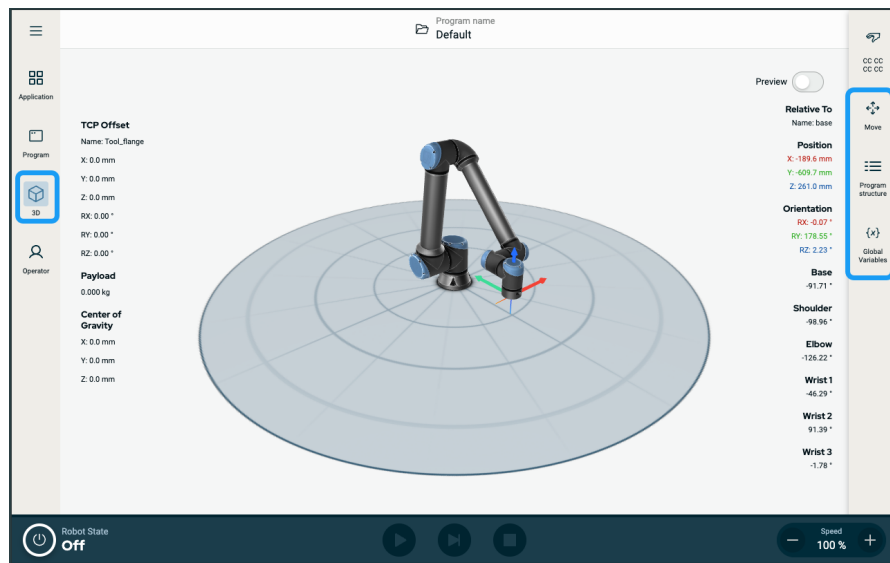 Program name
Default
Application
Program
3D
Operator
TCP Offset
Name: Tool_flange
X: 0.0 mm
Y: 0.0 mm
Z: 0.0 mm
RX: 0.00 °
RY: 0.00 °
RZ: 0.00 °
Payload
0.000 kg
Center of
Gravity
X: 0.0 mm
Y: 0.0 mm
Z: 0.0 mm
Preview
Relative To
Name: base
Position
X: -189.6 mm
Y: -609.7 mm
Z: 261.0 mm
Orientation
RX: -0.07 °
RY: 178.55 °
RZ: 2.23 °
Base
-91.71 °
Shoulder
-98.96 °
Elbow
-126.22 °
Wrist 1
-46.29 °
Wrist 2
91.39 °
Wrist 3
-1.78 °
CC CC
CC CC
Move
Program
structure
{x}
Global
Variables
Robot State
Off
Speed
100 %